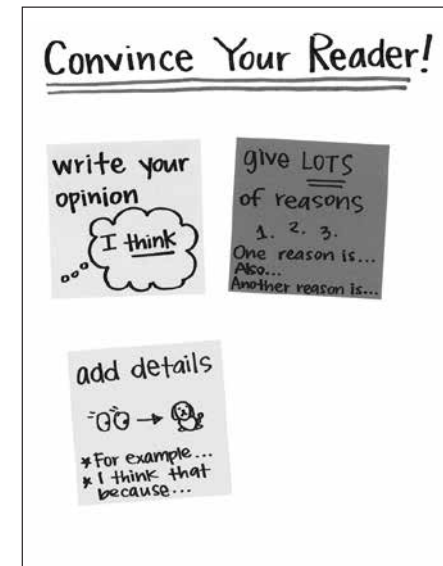 Convince Your Reader!
write your
opinion
I think
give LOTS
of reasons
1. 2. 3.
One reason is...
Also...
Another reason is...
add details
*For example...
*I think that
because...